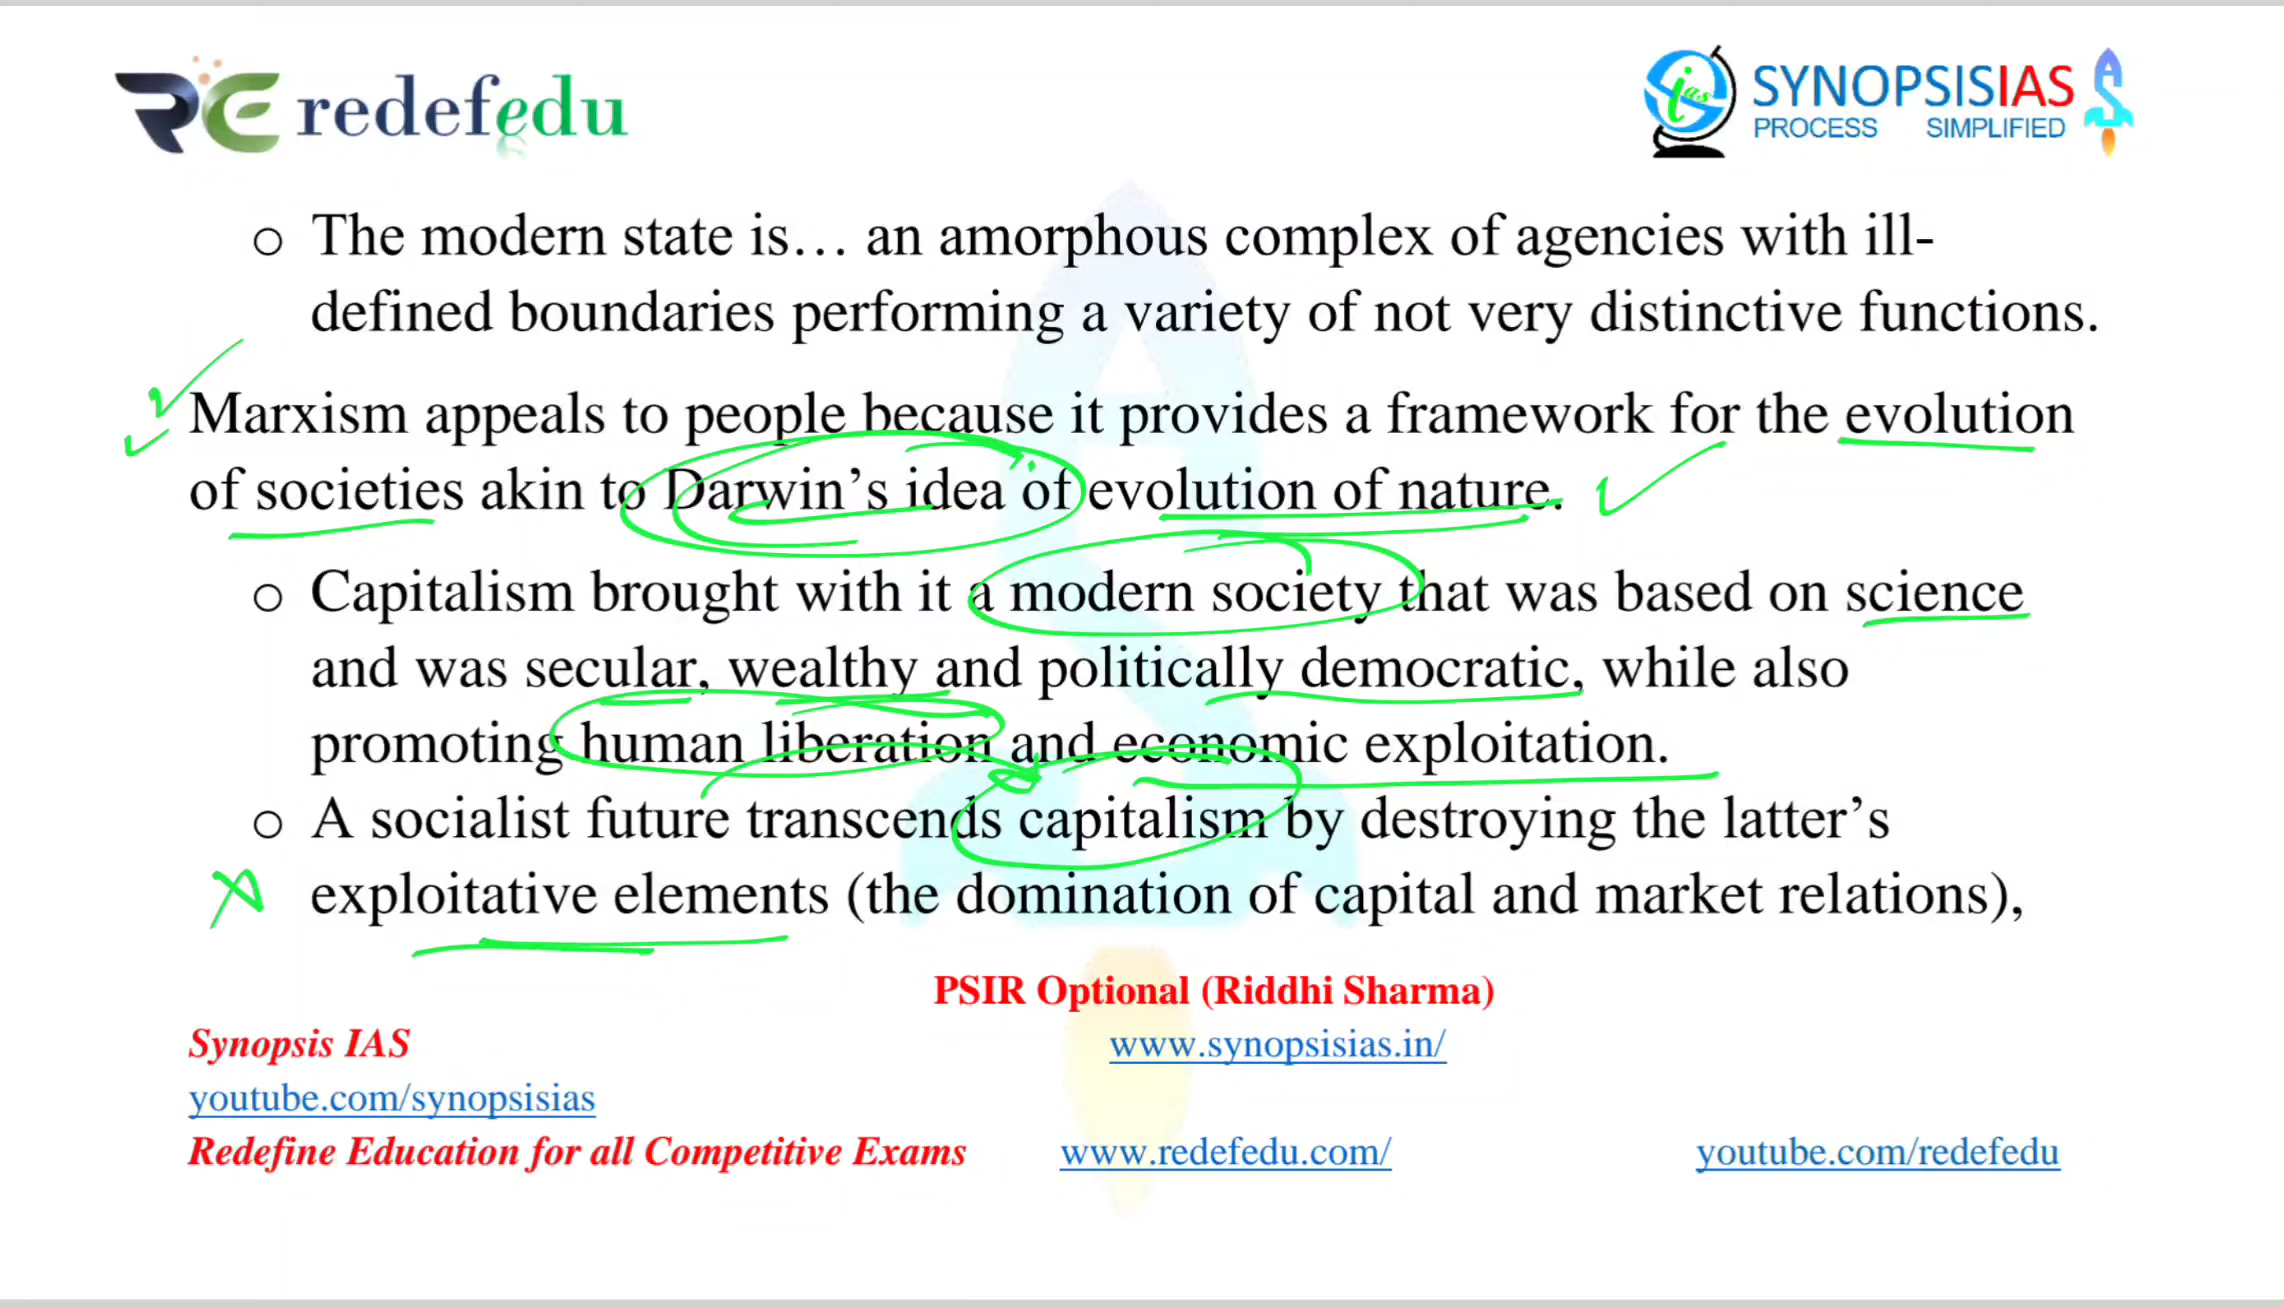 redefedu
SYNOPSISIAS
PROCESS SIMPLIFIED
o The modern state is… an amorphous complex of agencies with ill-
defined boundaries performing a variety of not very distinctive functions.
Marxism appeals to people because it provides a framework for the evolution
of societies akin to Darwin’s idea of evolution of nature.
o Capitalism brought with it a modern society that was based on science
and was secular, wealthy and politically democratic, while also
promoting human liberation and economic exploitation.
o A socialist future transcends capitalism by destroying the latter’s
exploitative elements (the domination of capital and market relations),
PSIR Optional (Riddhi Sharma)
Synopsis IAS www.synopsisias.in/
youtube.com/synopsisias
Redefine Education for all Competitive Exams www.redefedu.com/ youtube.com/redefedu